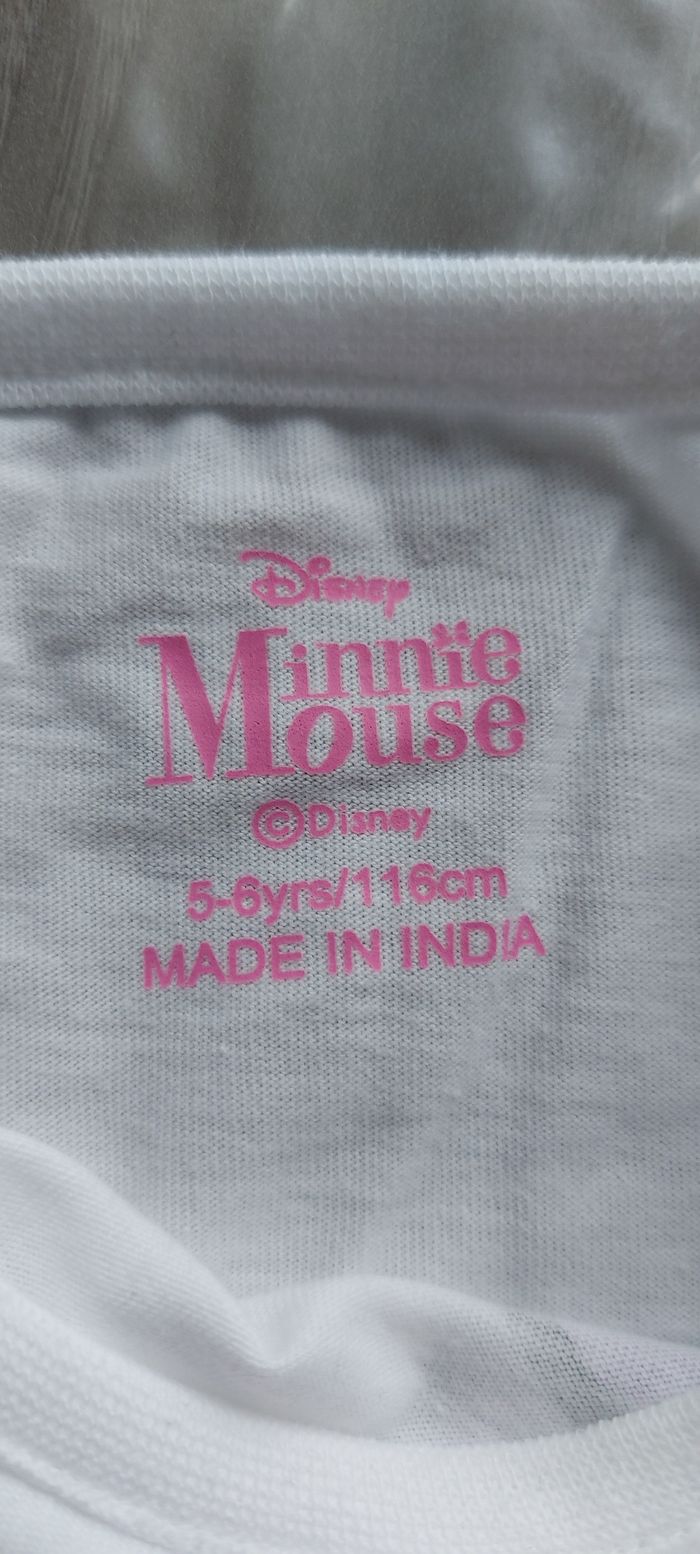 Disney
Minnie
Mouse
©Disney
5-6yrs/116cm
MADE IN INDIA